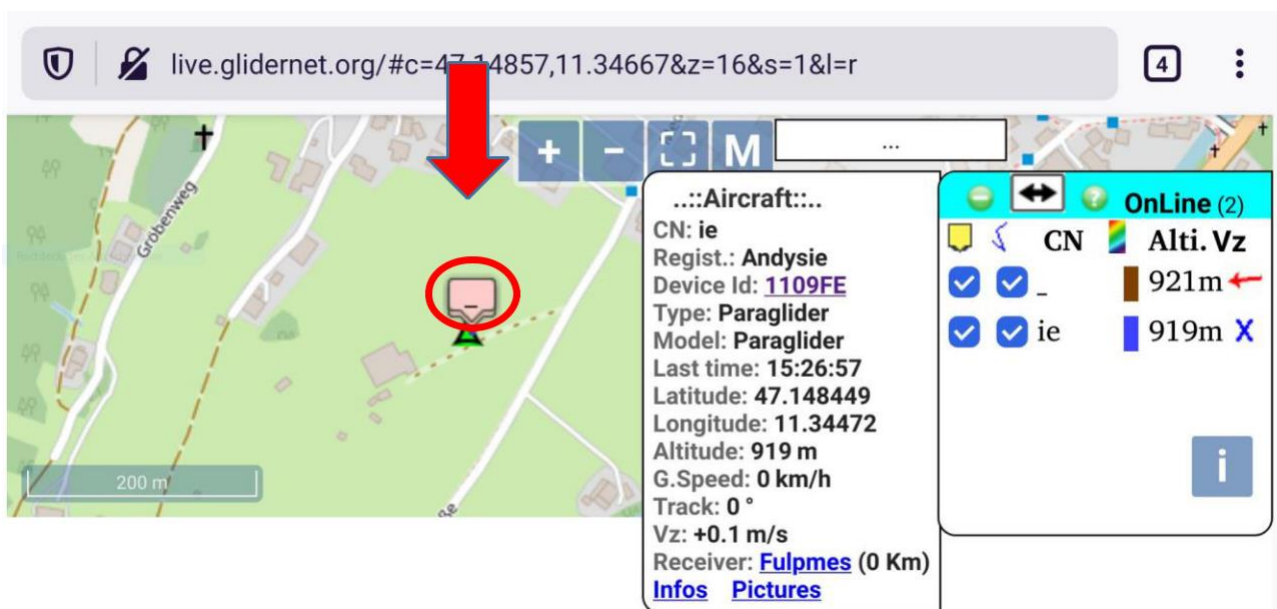 live.glidernet.org/#c=47.14857,11.34667&z=16&s=1&l=r
4
+ - M
...
Gröbenweg
200 m
..::Aircraft::..
CN: ie
Regist.: Andysie
Device Id: 1109FE
Type: Paraglider
Model: Paraglider
Last time: 15:26:57
Latitude: 47.148449
Longitude: 11.34472
Altitude: 919 m
G.Speed: 0 km/h
Track: 0 °
Vz: +0.1 m/s
Receiver: Fulpmes (0 Km)
Infos Pictures
OnLine (2)
CN Alti. Vz
_ 921m
ie 919m X
i